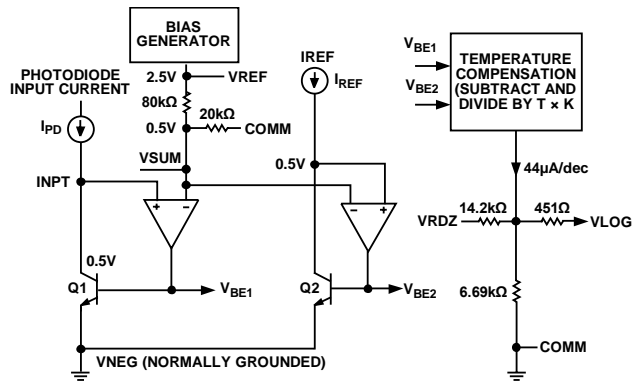 BIAS
GENERATOR
PHOTODIODE
INPUT CURRENT
IPD
2.5V
VREF
80kΩ
20kΩ
0.5V
COMM
VSUM
INPT
+
–
0.5V
Q1
VBE1
IREF
IREF
0.5V
–
+
Q2
VBE2
VNEG (NORMALLY GROUNDED)
VBE1
VBE2
TEMPERATURE
COMPENSATION
(SUBTRACT AND
DIVIDE BY T × K
44µA/dec
14.2kΩ
451Ω
VRDZ
VLOG
6.69kΩ
COMM